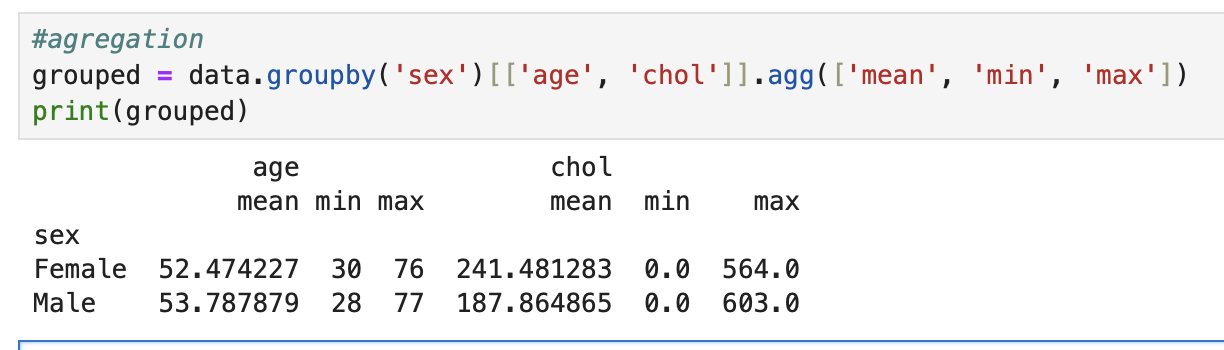 #agregation
grouped = data.groupby('sex')[['age', 'chol']].agg(['mean', 'min', 'max'])
print(grouped)
age chol
mean min max mean min max
sex
Female 52.474227 30 76 241.481283 0.0 564.0
Male 53.787879 28 77 187.864865 0.0 603.0